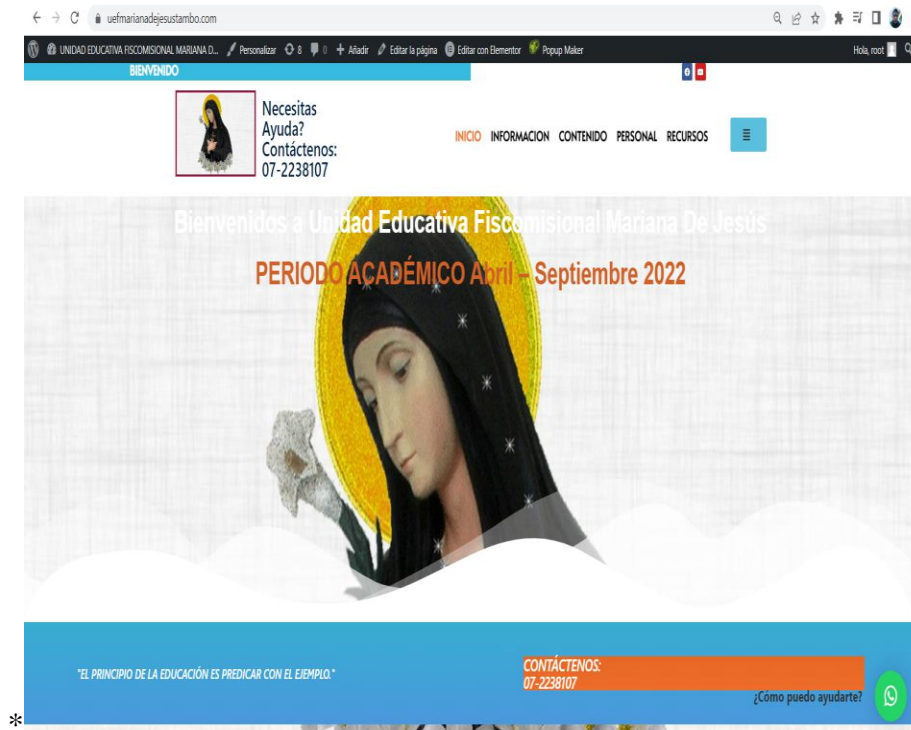 uefmarianadejesustambo.com
UNIDAD EDUCATIVA FISCOMISIONAL MARIANA D... Personalizar 8 0 + Añadir Editar la página Editar con Elementor Popup Maker Hola, root
BIENVENIDO
Necesitas
Ayuda?
Contáctenos:
07-2238107
INICIO INFORMACION CONTENIDO PERSONAL RECURSOS
Bienvenidos a Unidad Educativa Fiscomisional Mariana De Jesús
PERIODO ACADÉMICO Abril – Septiembre 2022
"EL PRINCIPIO DE LA EDUCACIÓN ES PREDICAR CON EL EJEMPLO."
CONTÁCTENOS:
07-2238107
¿Cómo puedo ayudarte?
*